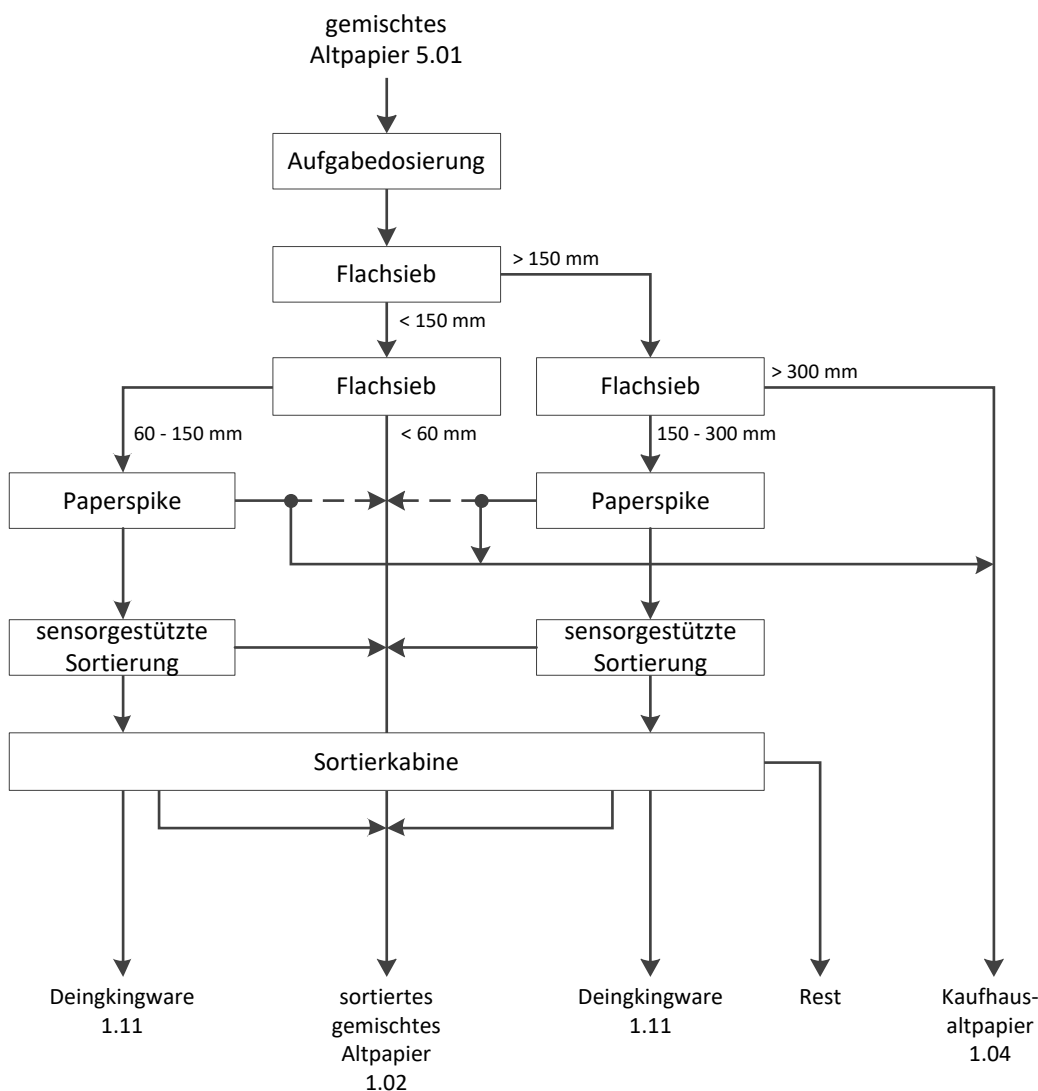 gemischtes
Altpapier 5.01
Aufgabedosierung
Flachsieb
> 150 mm
< 150 mm
Flachsieb
Flachsieb
> 300 mm
60 - 150 mm
< 60 mm
150 - 300 mm
Paperspike
Paperspike
sensorgestützte
Sortierung
sensorgestützte
Sortierung
Sortierkabine
Deingkingware
1.11
sortiertes
gemischtes
Altpapier
1.02
Deingkingware
1.11
Rest
Kaufhaus-
altpapier
1.04